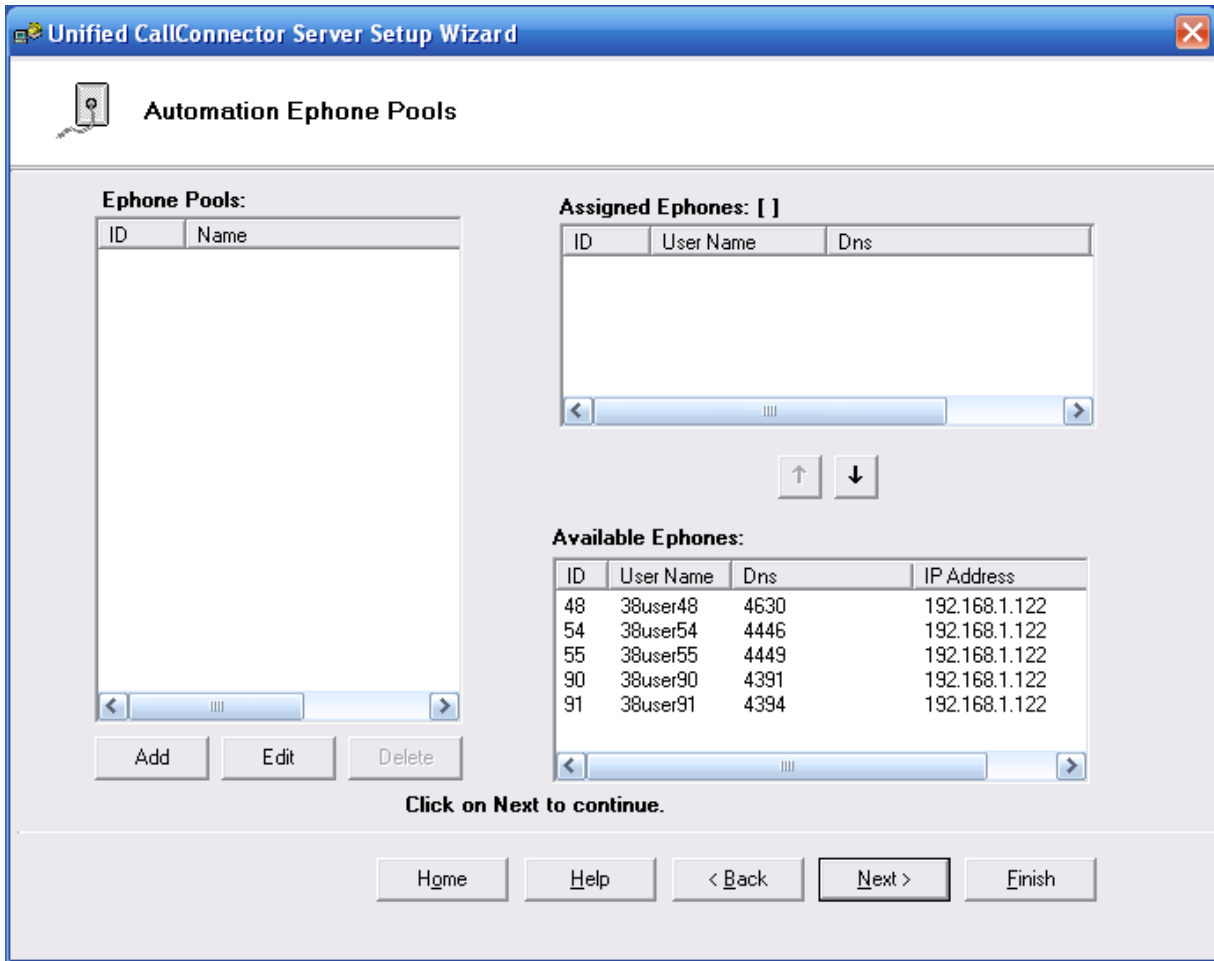 Unified CallConnector Server Setup Wizard
Automation Ephone Pools
Ephone Pools:
ID Name
Add Edit Delete
Assigned Ephones: [ ]
ID User Name Dns
Available Ephones:
ID User Name Dns IP Address
48 38user48 4630 192.168.1.122
54 38user54 4446 192.168.1.122
55 38user55 4449 192.168.1.122
90 38user90 4391 192.168.1.122
91 38user91 4394 192.168.1.122
Click on Next to continue.
Home Help < Back Next > Finish